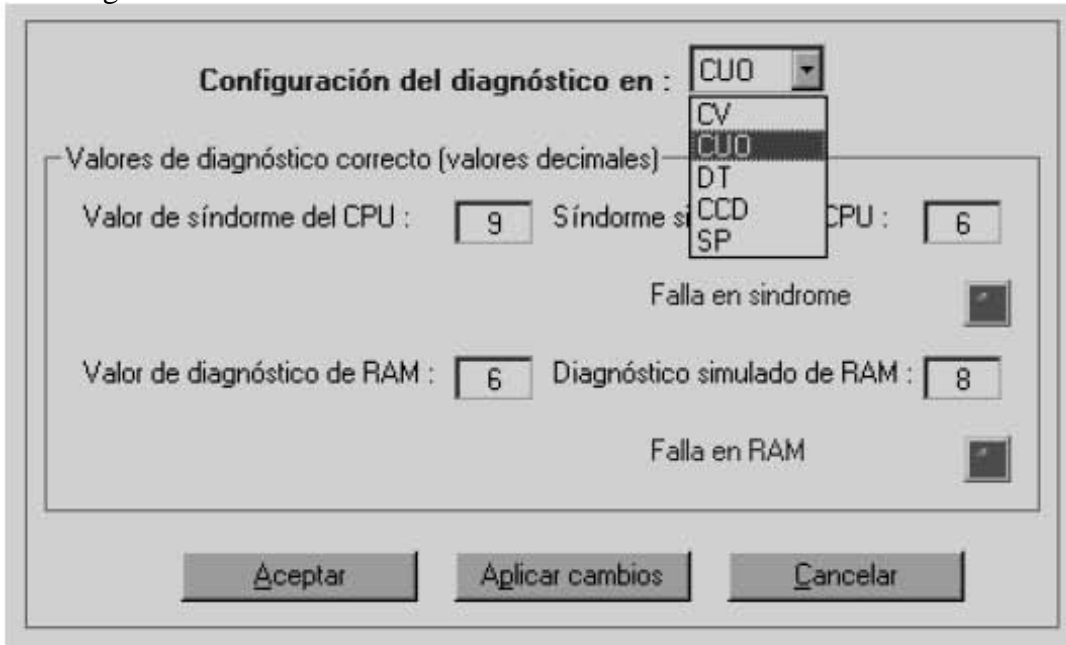 Configuración del diagnóstico en : CUO
CV
CUO
DT
CCD
SP
Valores de diagnóstico correcto (valores decimales)
Valor de síndorme del CPU : 9 Síndorme CPU : 6
Falla en sindrome
Valor de diagnóstico de RAM : 6 Diagnóstico simulado de RAM : 8
Falla en RAM
Aceptar Aplicar cambios Cancelar